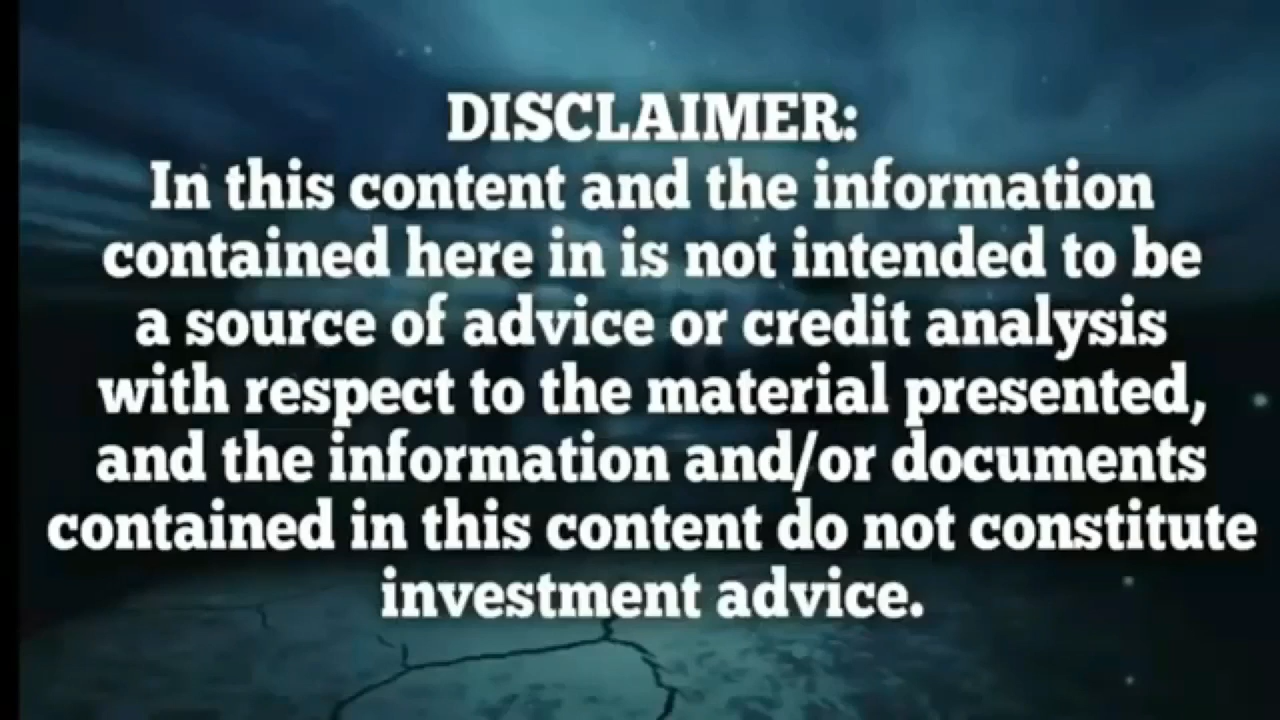 DISCLAIMER:
In this content and the information
contained here in is not intended to be
a source of advice or credit analysis
with respect to the material presented,
and the information and/or documents
contained in this content do not constitute
investment advice.